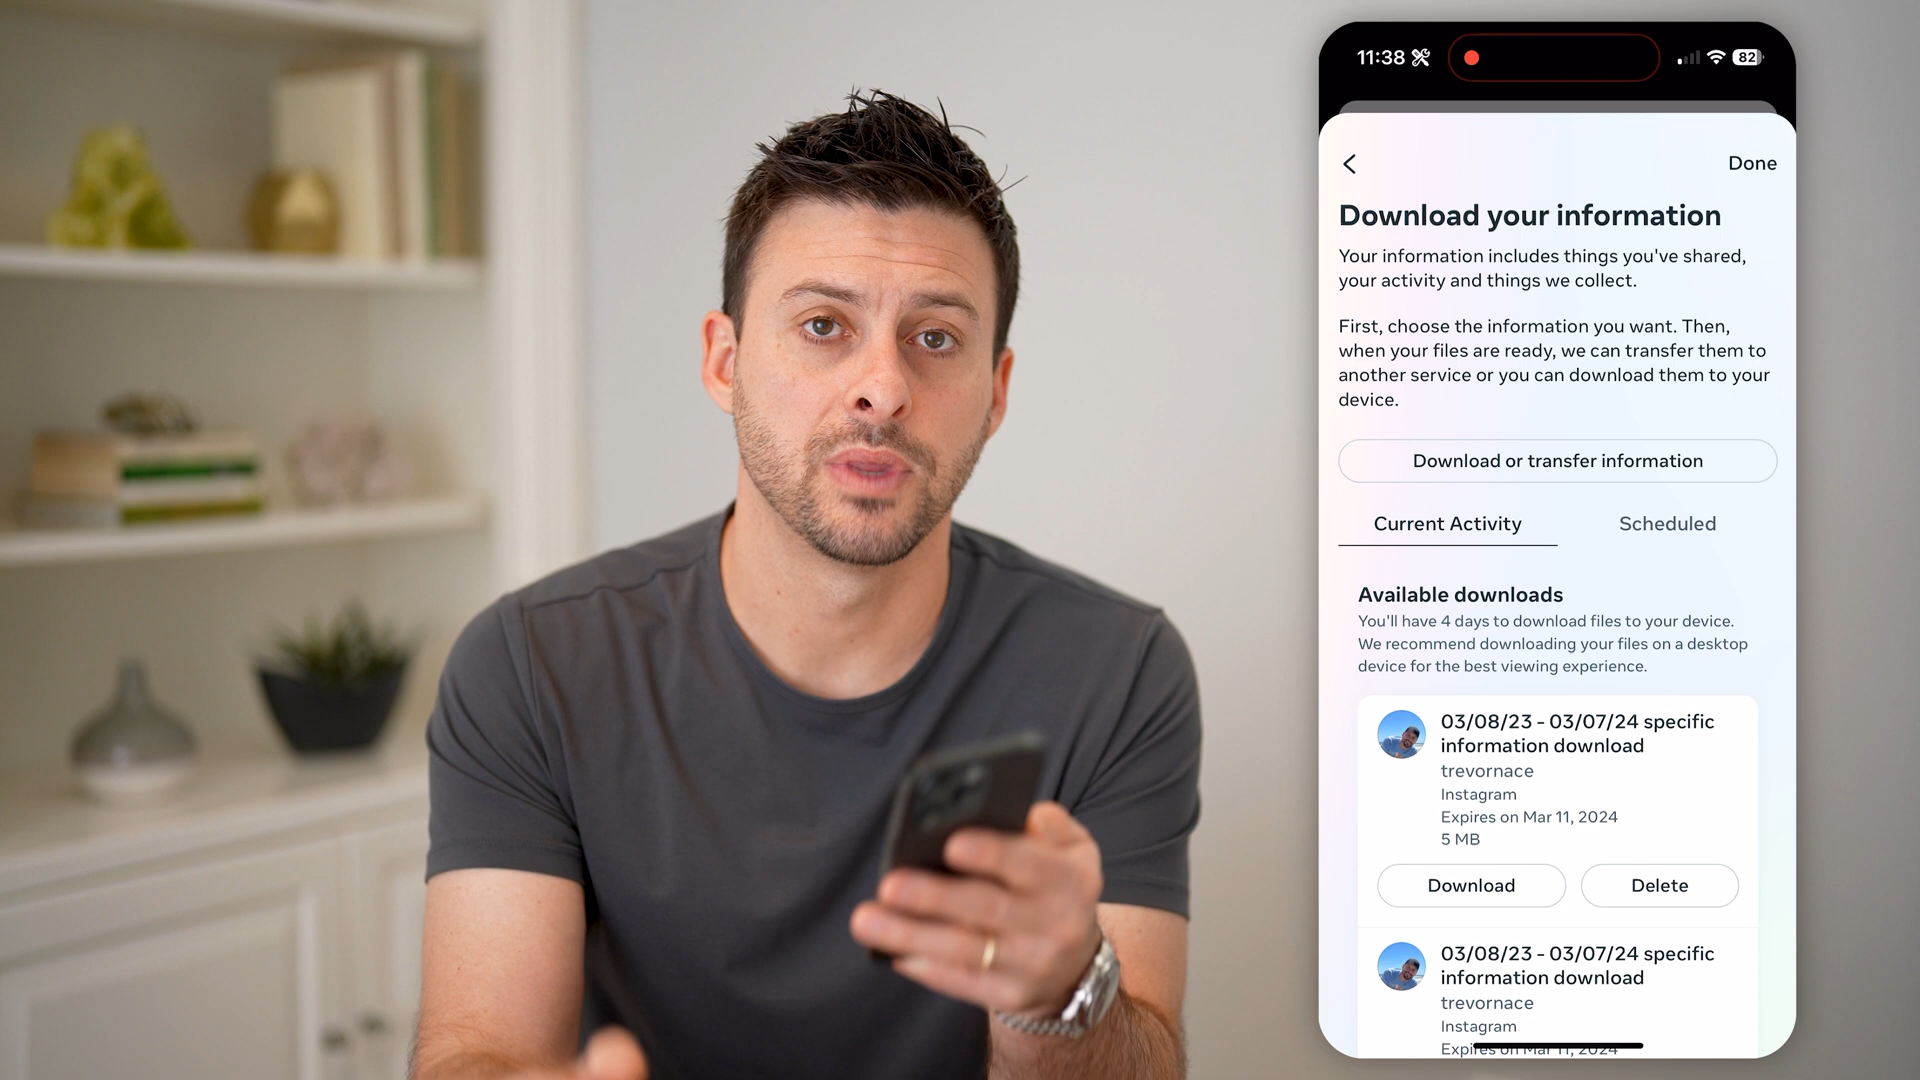 11:38
82
Done
Download your information
Your information includes things you've shared,
your activity and things we collect.
First, choose the information you want. Then,
when your files are ready, we can transfer them to
another service or you can download them to your
device.
Download or transfer information
Current Activity
Scheduled
Available downloads
You'll have 4 days to download files to your device.
We recommend downloading your files on a desktop
device for the best viewing experience.
03/08/23 - 03/07/24 specific
information download
trevornace
Instagram
Expires on Mar 11, 2024
5 MB
Download
Delete
03/08/23 - 03/07/24 specific
information download
trevornace
Instagram
Expires on Mar 11, 2024